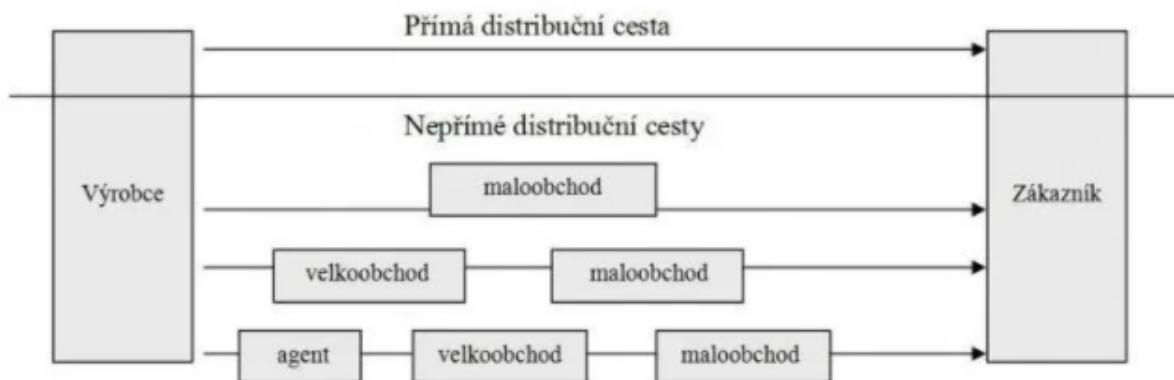 Přímá distribuční cesta
Nepřímé distribuční cesty
Výrobce
maloobchod
Zákazník
velkoobchod maloobchod
agent velkoobchod maloobchod